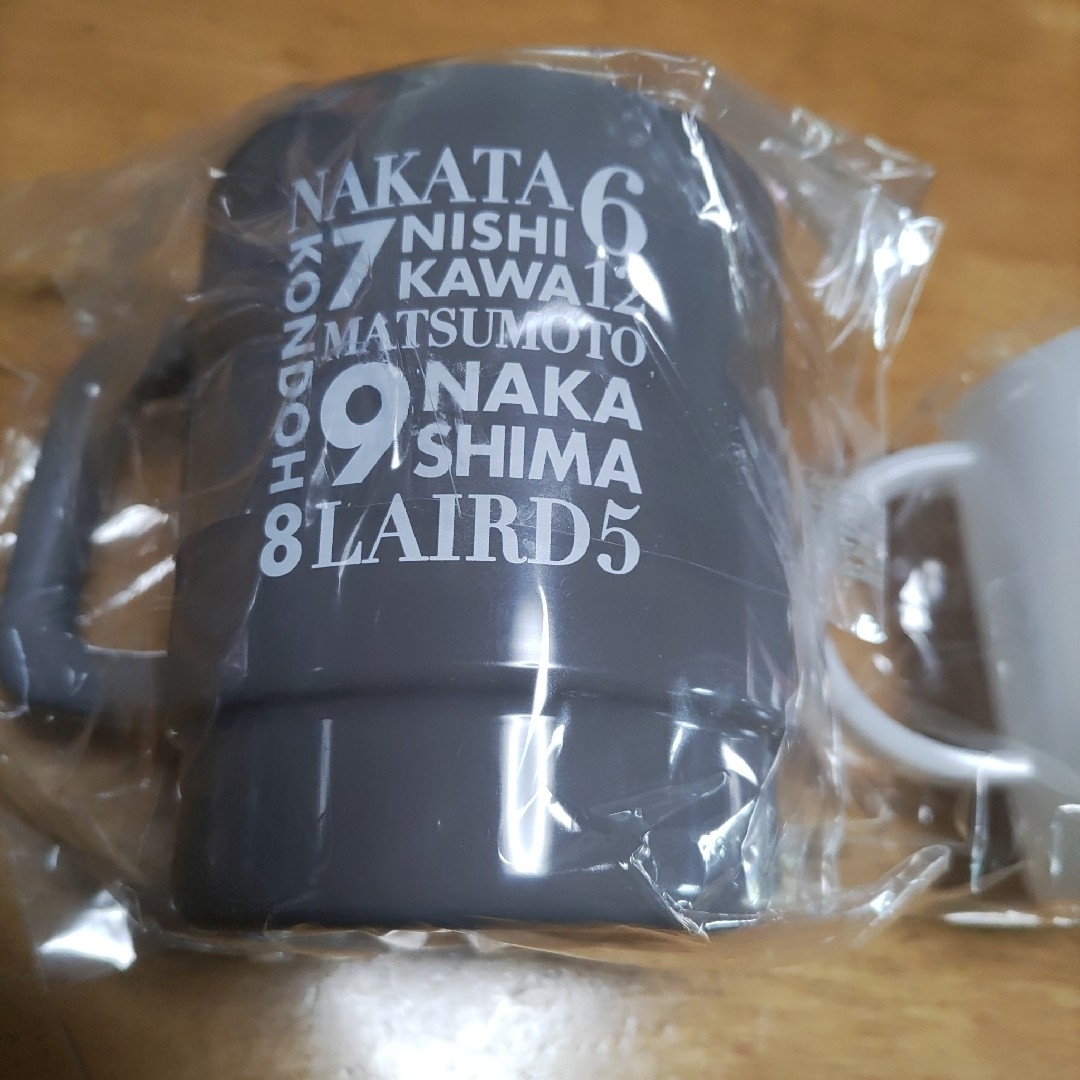 NAKATA 6
7 NISHI
KAWA 12
MATSUMOTO
KONDOH 8
9 NAKA
SHIMA
LAIRD 5